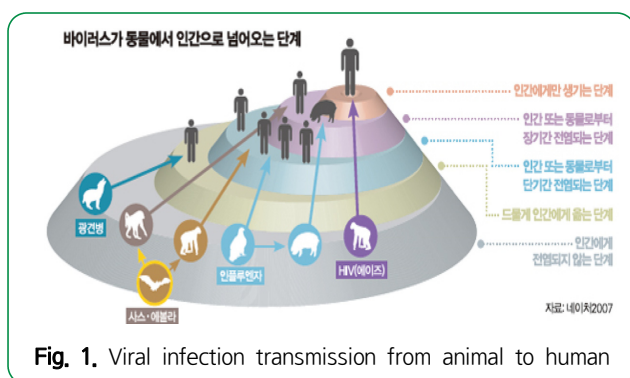 바이러스가 동물에서 인간으로 넘어오는 단계
인간에게만 생기는 단계
인간 또는 동물로부터
장기간 전염되는 단계
인간 또는 동물로부터
단기간 전염되는 단계
드물게 인간에게 옮는 단계
인간에게
전염되지 않는 단계
광견병
인플루엔자
HIV(에이즈)
사스·에볼라
자료: 네이처2007
Fig. 1. Viral infection transmission from animal to human